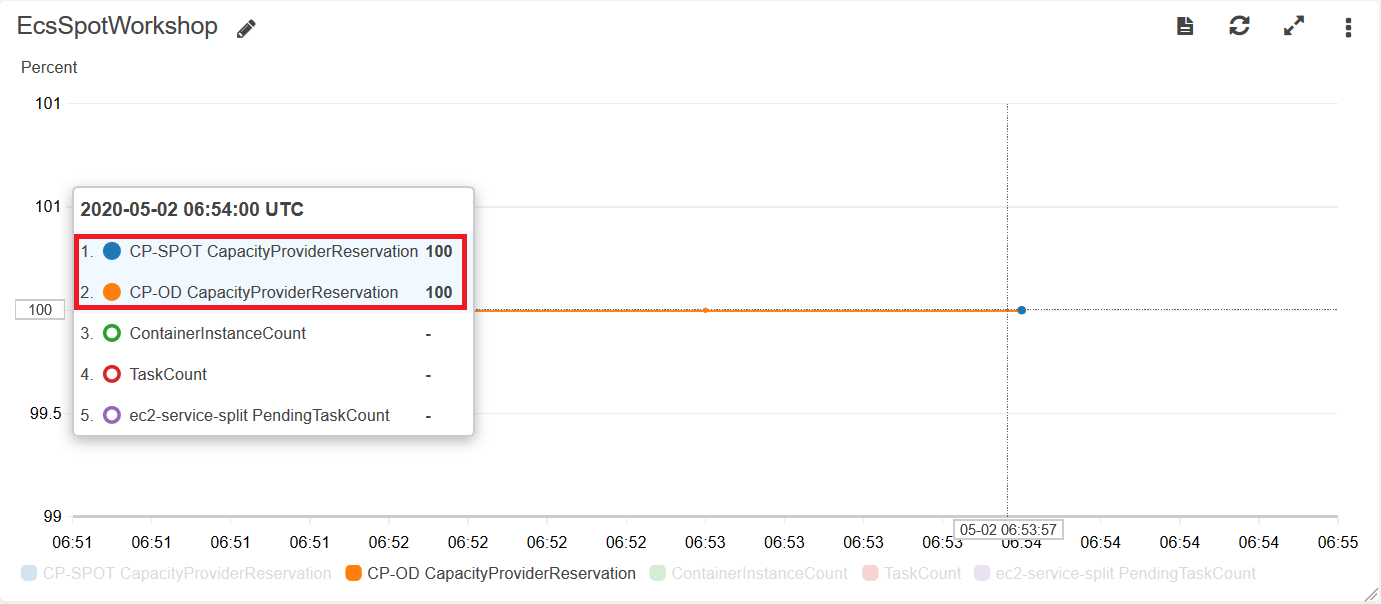 EcsSpotWorkshop
Percent
101
101
2020-05-02 06:54:00 UTC
1. CP-SPOT CapacityProviderReservation 100
2. CP-OD CapacityProviderReservation 100
100
3. ContainerInstanceCount -
4. TaskCount -
99.5
5. ec2-service-split PendingTaskCount -
99
05-02 06:53:57
06:51 06:51 06:51 06:51 06:52 06:52 06:52 06:52 06:53 06:53 06:53 06:53 06:54 06:54 06:54 06:54 06:55
CP-SPOT CapacityProviderReservation CP-OD CapacityProviderReservation ContainerInstanceCount TaskCount ec2-service-split PendingTaskCount